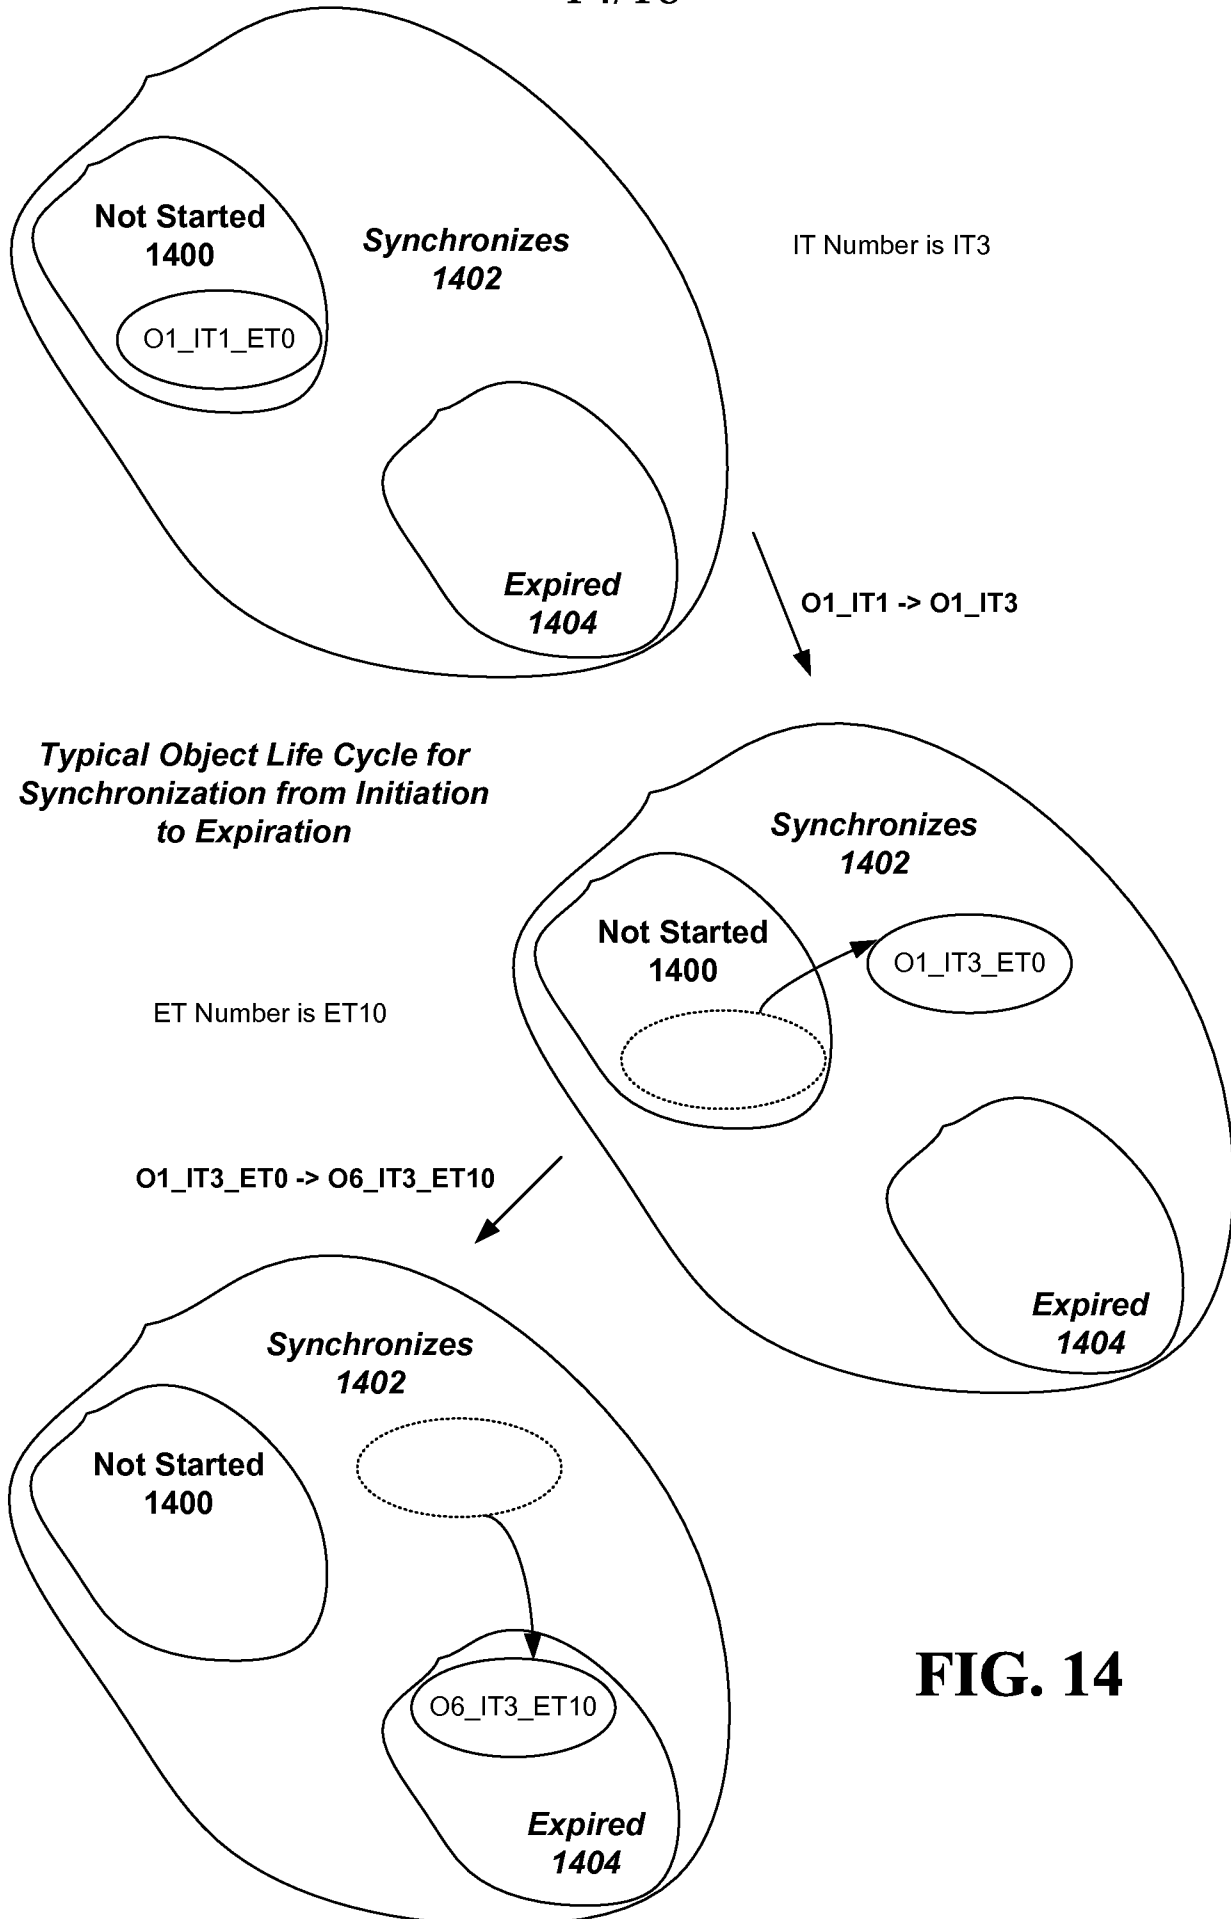 Not Started
1400
Synchronizes
1402
IT Number is IT3
O1_IT1_ET0
Expired
1404
O1_IT1 -> O1_IT3
Typical Object Life Cycle for
Synchronization from Initiation
to Expiration
Synchronizes
1402
Not Started
1400
O1_IT3_ET0
ET Number is ET10
O1_IT3_ET0 -> O6_IT3_ET10
Expired
1404
Synchronizes
1402
Not Started
1400
O6_IT3_ET10
FIG. 14
Expired
1404